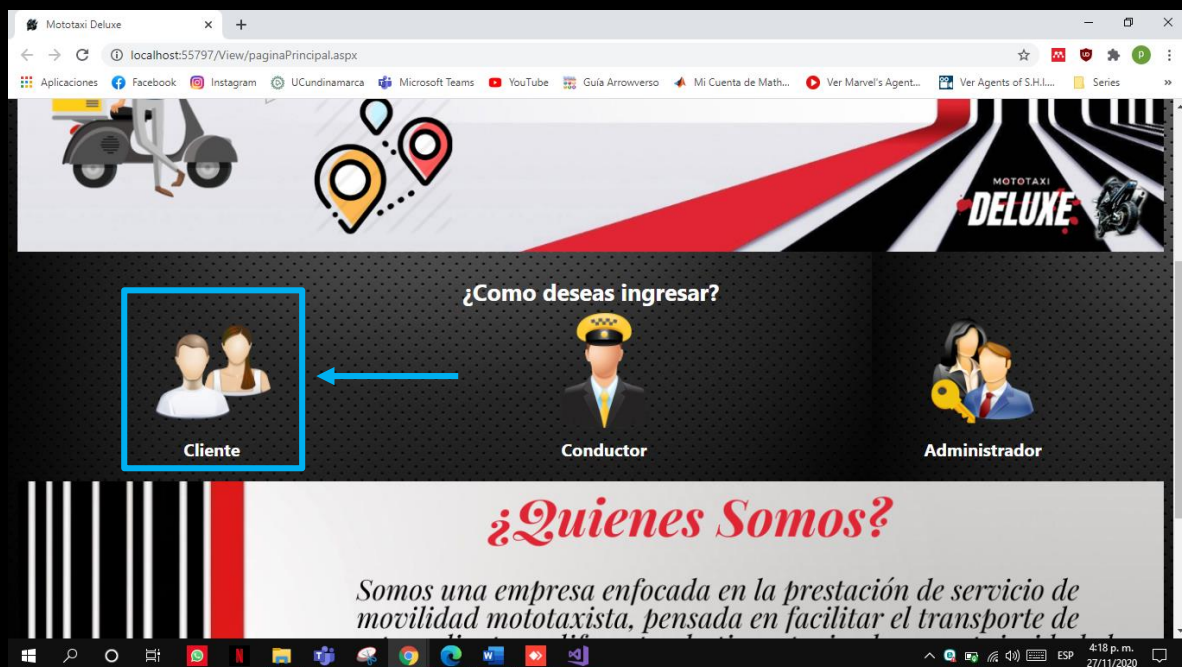 Mototaxi Deluxe
localhost:55797/View/paginaPrincipal.aspx
Aplicaciones Facebook Instagram UCundinamarca Microsoft Teams YouTube Guía Arrowverso Mi Cuenta de Math... Ver Marvel's Agent... Ver Agents of S.H.I.... Series »
MOTOTAXI
DELUXE
¿Como deseas ingresar?
Cliente Conductor Administrador
¿Quienes Somos?
Somos una empresa enfocada en la prestación de servicio de
movilidad mototaxista, pensada en facilitar el transporte de
ESP 4:18 p. m.
27/11/2020